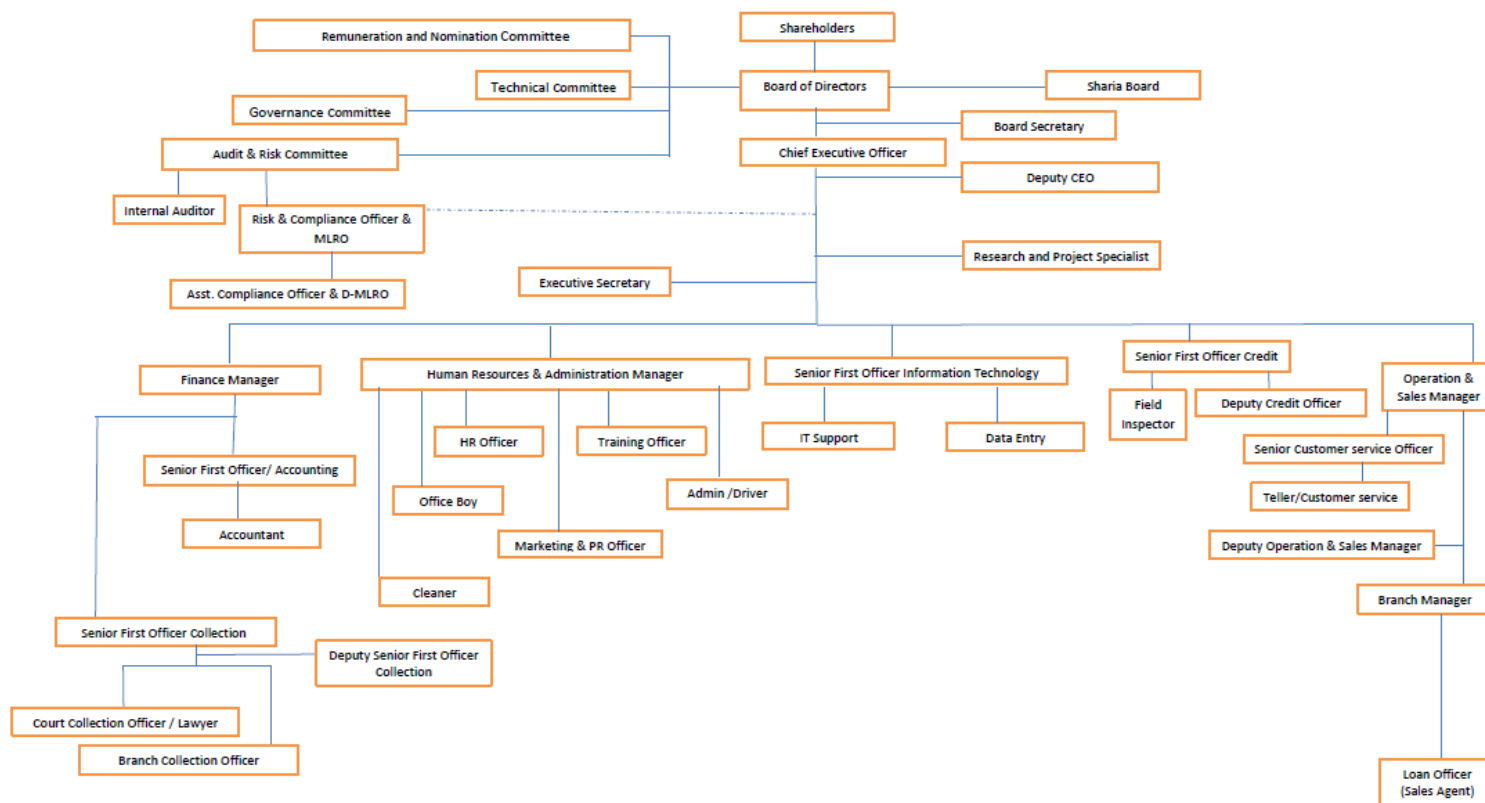 Shareholders
Remuneration and Nomination Committee
Technical Committee
Board of Directors
Sharia Board
Governance Committee
Board Secretary
Audit & Risk Committee
Chief Executive Officer
Deputy CEO
Internal Auditor
Risk & Compliance Officer &
MLRO
Research and Project Specialist
Executive Secretary
Asst. Compliance Officer & D-MLRO
Finance Manager
Human Resources & Administration Manager
Senior First Officer Information Technology
Senior First Officer Credit
Operation &
Sales Manager
Field
Inspector
Deputy Credit Officer
HR Officer
Training Officer
IT Support
Data Entry
Senior Customer service Officer
Senior First Officer/ Accounting
Office Boy
Admin /Driver
Teller/Customer service
Accountant
Marketing & PR Officer
Deputy Operation & Sales Manager
Cleaner
Branch Manager
Senior First Officer Collection
Deputy Senior First Officer
Collection
Court Collection Officer / Lawyer
Branch Collection Officer
Loan Officer
(Sales Agent)